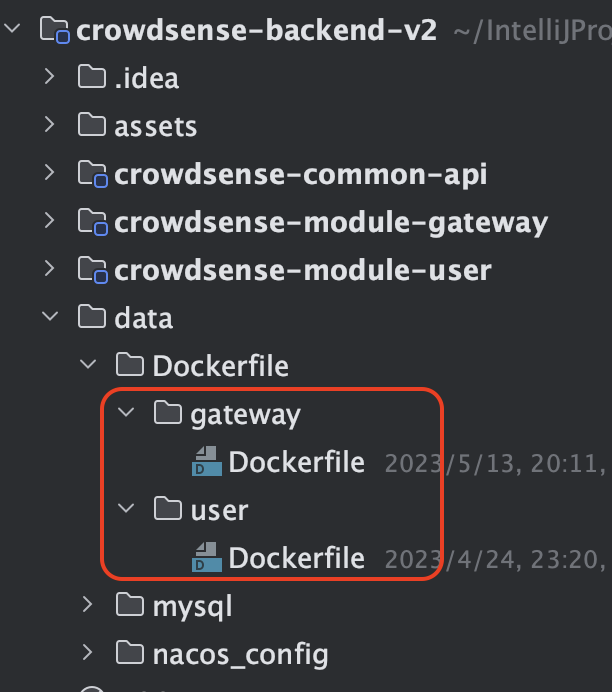 crowdsense-backend-v2 ~/IntelliJPro
.idea
assets
crowdsense-common-api
crowdsense-module-gateway
crowdsense-module-user
data
Dockerfile
gateway
D Dockerfile 2023/5/13, 20:11,
user
D Dockerfile 2023/4/24, 23:20,
mysql
nacos_config